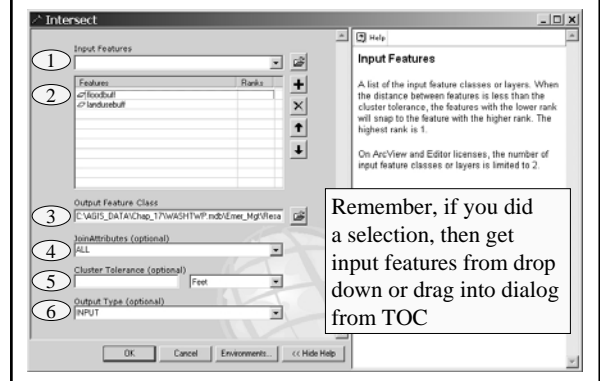 Intersect
Input Features
1
Features
Ranks
2
floodbuff
landusebuff
Output Feature Class
3
C:\AGIS_DATA\Chap_17\WASHTWP.mdb\Emer_Mgt\Resa
JoinAttributes (optional)
4
ALL
Cluster Tolerance (optional)
5
Feet
Output Type (optional)
6
INPUT
OK
Cancel
Environments...
<< Hide Help
Help
Input Features
A list of the input feature classes or layers. When
the distance between features is less than the
cluster tolerance, the features with the lower rank
will snap to the feature with the higher rank. The
highest rank is 1.
On ArcView and Editor licenses, the number of
input feature classes or layers is limited to 2.
Remember, if you did
a selection, then get
input features from drop
down or drag into dialog
from TOC